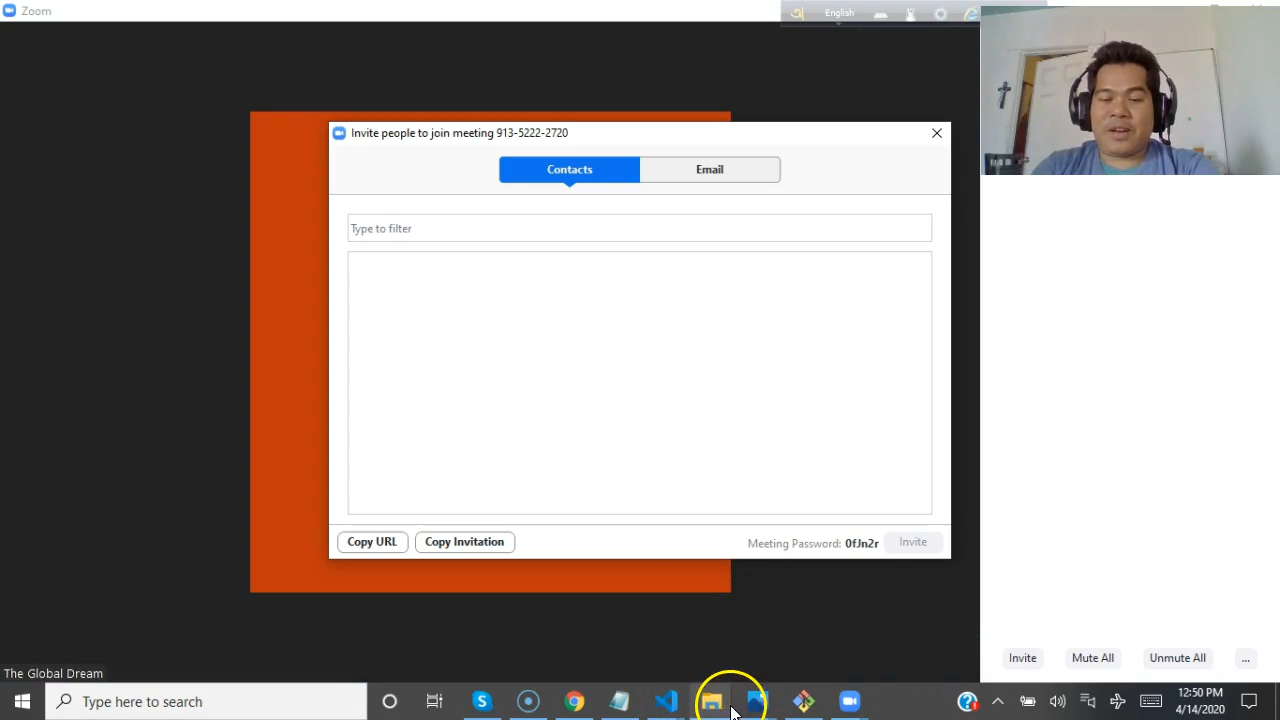 Zoom
অ English
Invite people to join meeting 913-5222-2720
Contacts Email
Type to filter
Copy URL Copy Invitation Meeting Password: 0fJn2r Invite
The Global Dream
Invite Mute All Unmute All ...
Type here to search
12:50 PM
4/14/2020